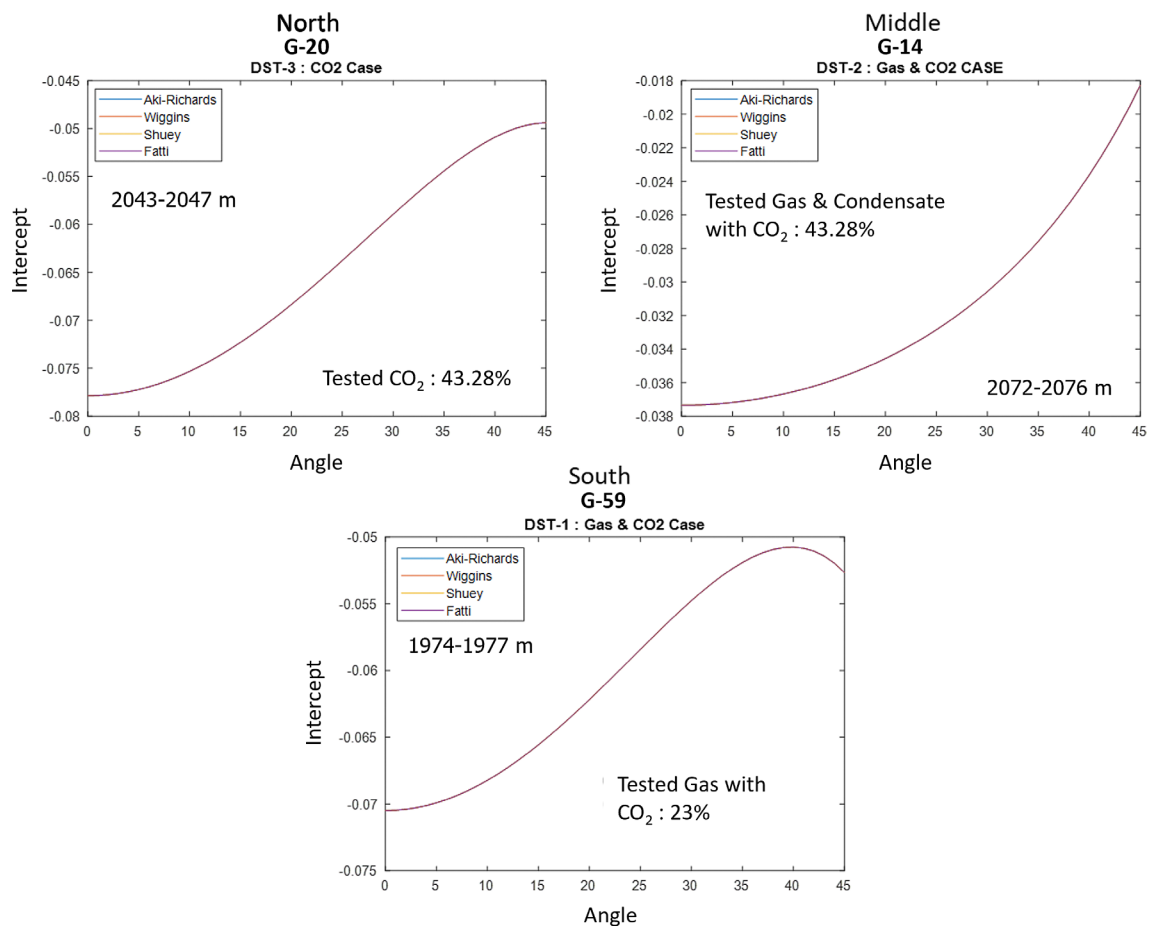 North
G-20
DST-3 : CO2 Case
-0.045
-0.05
-0.055
-0.06
-0.065
-0.07
-0.075
-0.08
Aki-Richards
Wiggins
Shuey
Fatti
2043-2047 m
Tested CO₂ : 43.28%
Intercept
0 5 10 15 20 25 30 35 40 45
Angle
Middle
G-14
DST-2 : Gas & CO2 CASE
-0.018
-0.02
-0.022
-0.024
-0.026
-0.028
-0.03
-0.032
-0.034
-0.036
-0.038
Aki-Richards
Wiggins
Shuey
Fatti
Tested Gas & Condensate
with CO₂ : 43.28%
2072-2076 m
Intercept
0 5 10 15 20 25 30 35 40 45
Angle
South
G-59
DST-1 : Gas & CO2 Case
-0.05
-0.055
-0.06
-0.065
-0.07
-0.075
Aki-Richards
Wiggins
Shuey
Fatti
1974-1977 m
Tested Gas with
CO₂ : 23%
Intercept
0 5 10 15 20 25 30 35 40 45
Angle